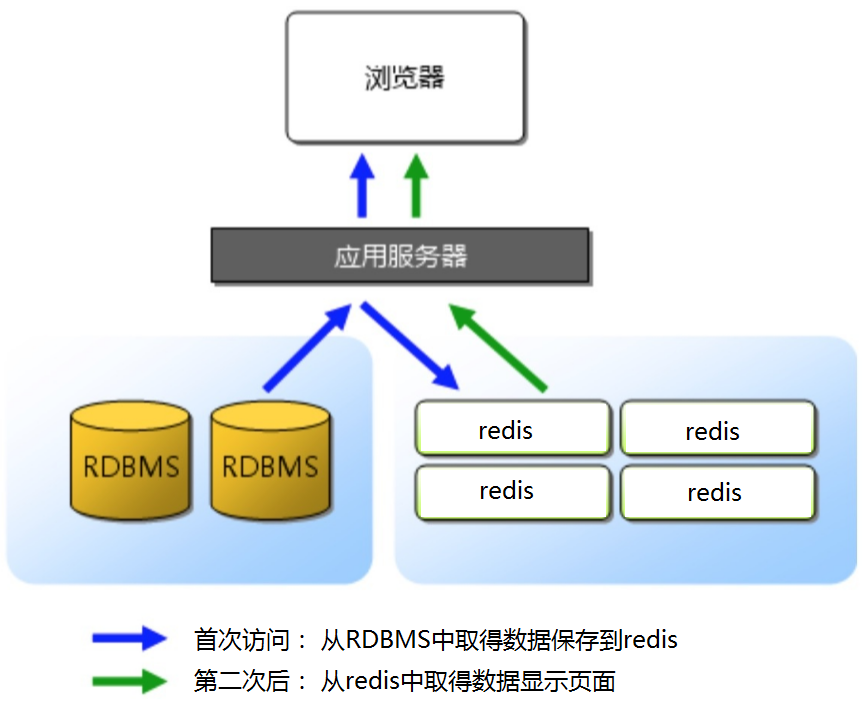 浏览器
应用服务器
RDBMS
RDBMS
redis
redis
redis
redis
首次访问： 从RDBMS中取得数据保存到redis
第二次后： 从redis中取得数据显示页面